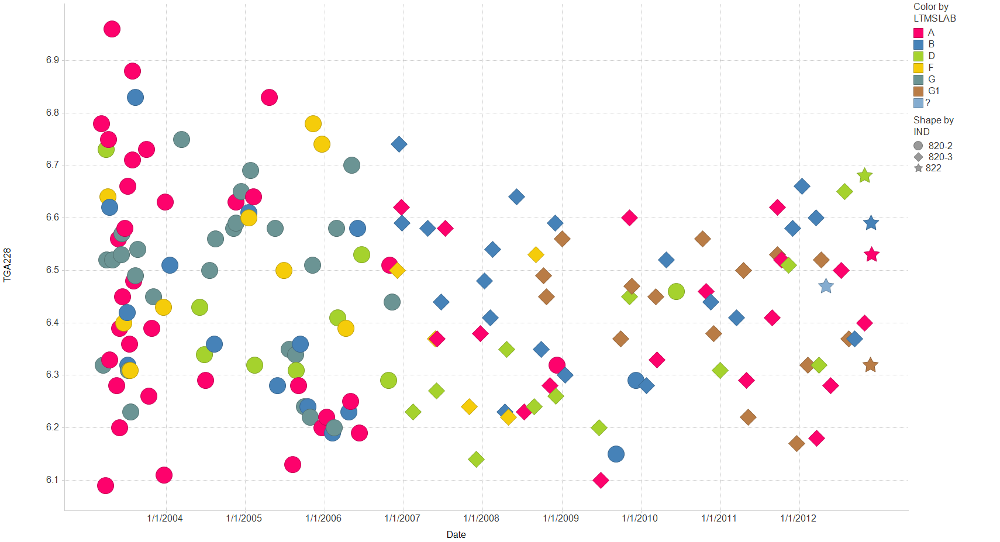 Color by
LTMSLAB
A
B
D
F
G
G1
?
Shape by
IND
820-2
820-3
822
6.9
6.8
6.7
6.6
6.5
6.4
6.3
6.2
6.1
TGA228
1/1/2004 1/1/2005 1/1/2006 1/1/2007 1/1/2008 1/1/2009 1/1/2010 1/1/2011 1/1/2012
Date